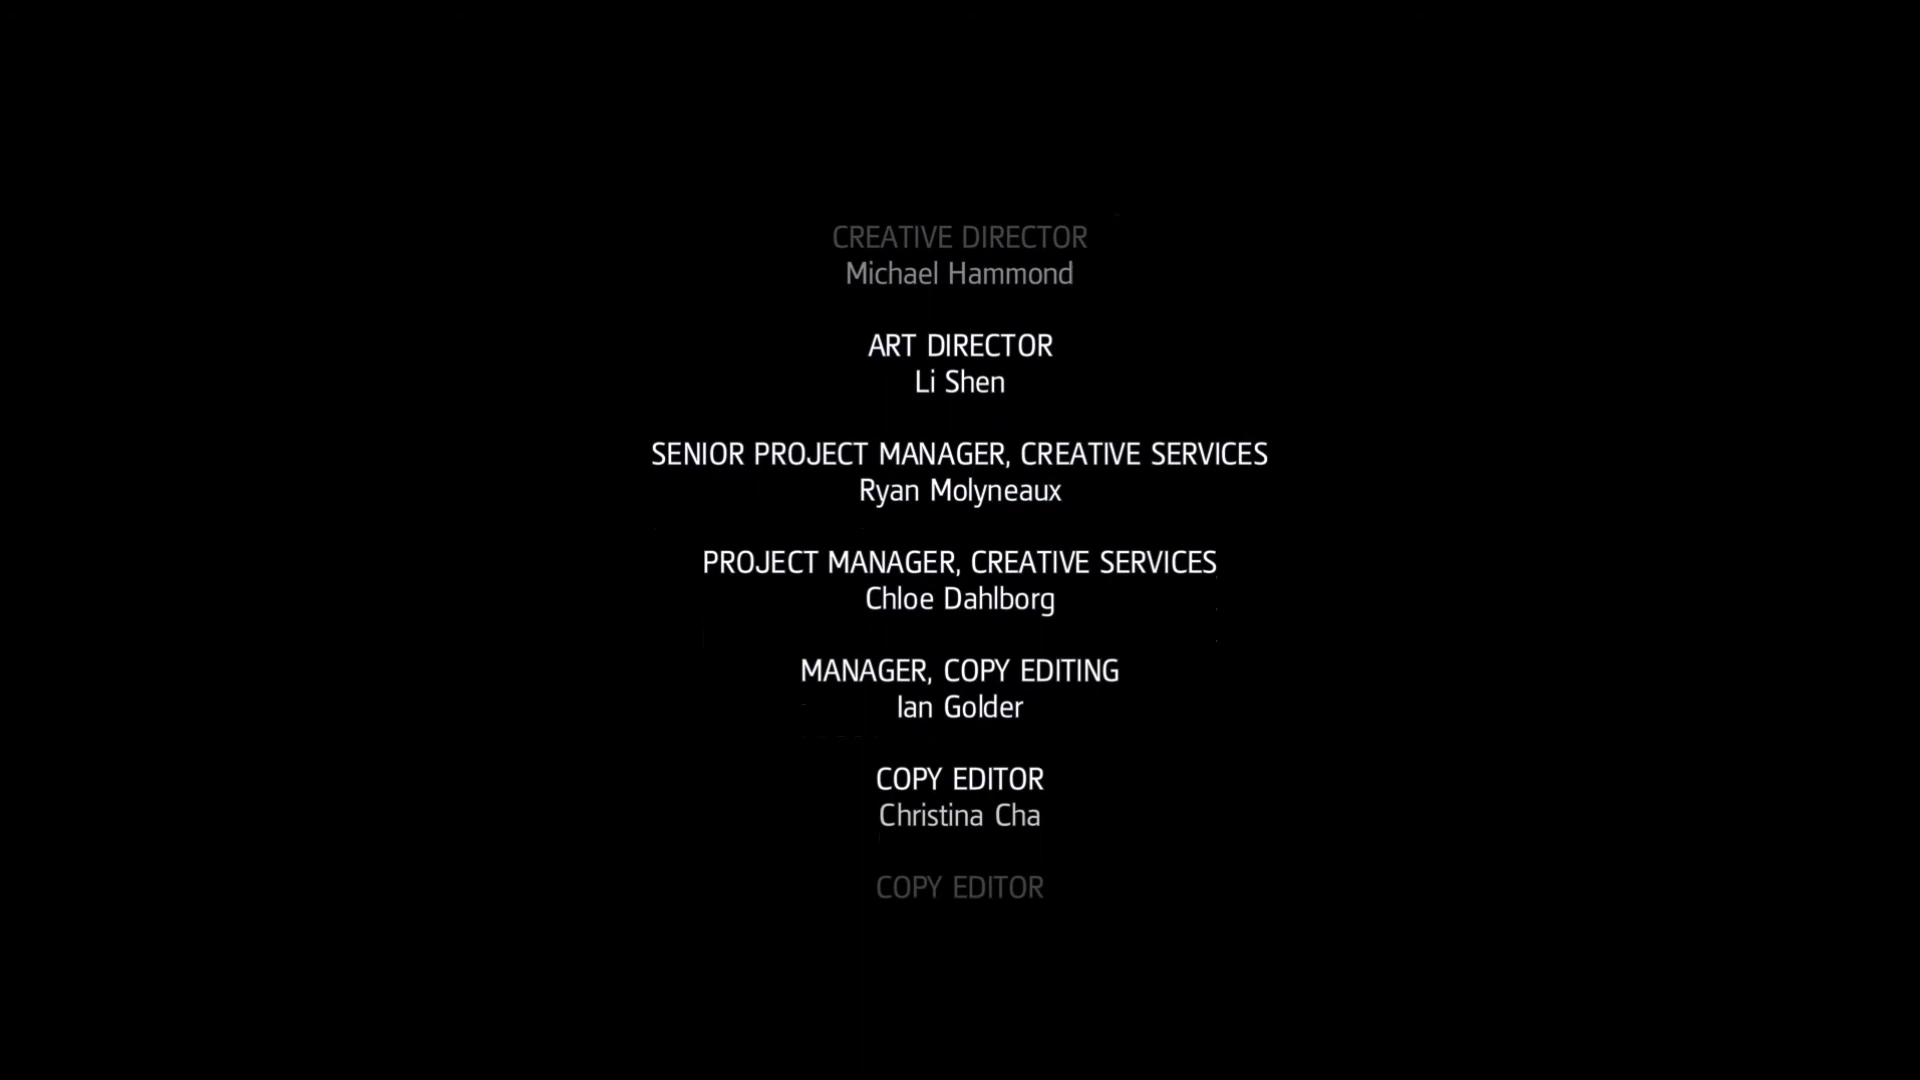 CREATIVE DIRECTOR
Michael Hammond
ART DIRECTOR
Li Shen
SENIOR PROJECT MANAGER, CREATIVE SERVICES
Ryan Molyneaux
PROJECT MANAGER, CREATIVE SERVICES
Chloe Dahlborg
MANAGER, COPY EDITING
Ian Golder
COPY EDITOR
Christina Cha
COPY EDITOR